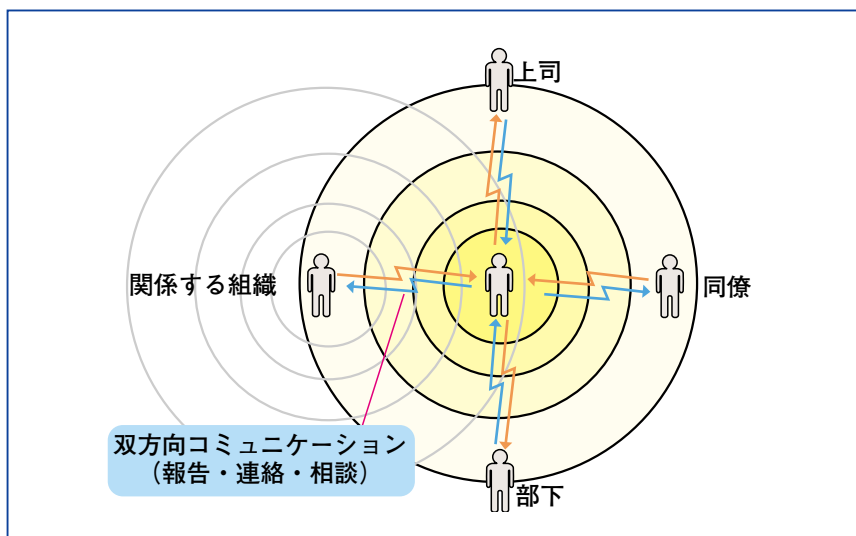 上司
関係する組織
同僚
双方向コミュニケーション
（報告・連絡・相談）
部下